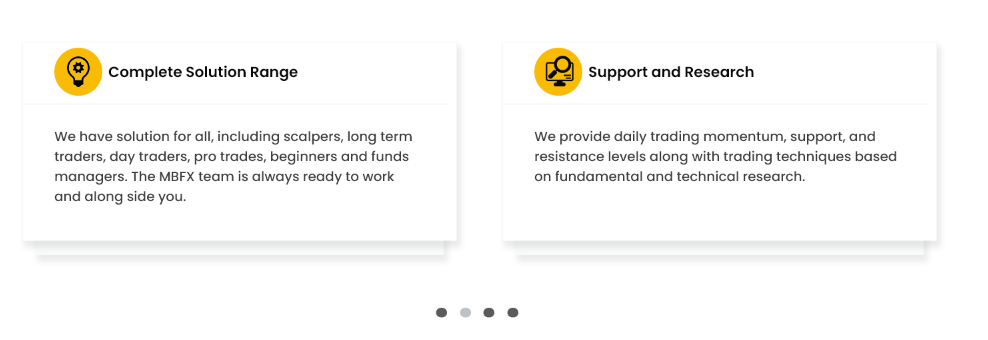 Complete Solution Range
We have solution for all, including scalpers, long term
traders, day traders, pro trades, beginners and funds
managers. The MBFX team is always ready to work
and along side you.
Support and Research
We provide daily trading momentum, support, and
resistance levels along with trading techniques based
on fundamental and technical research.